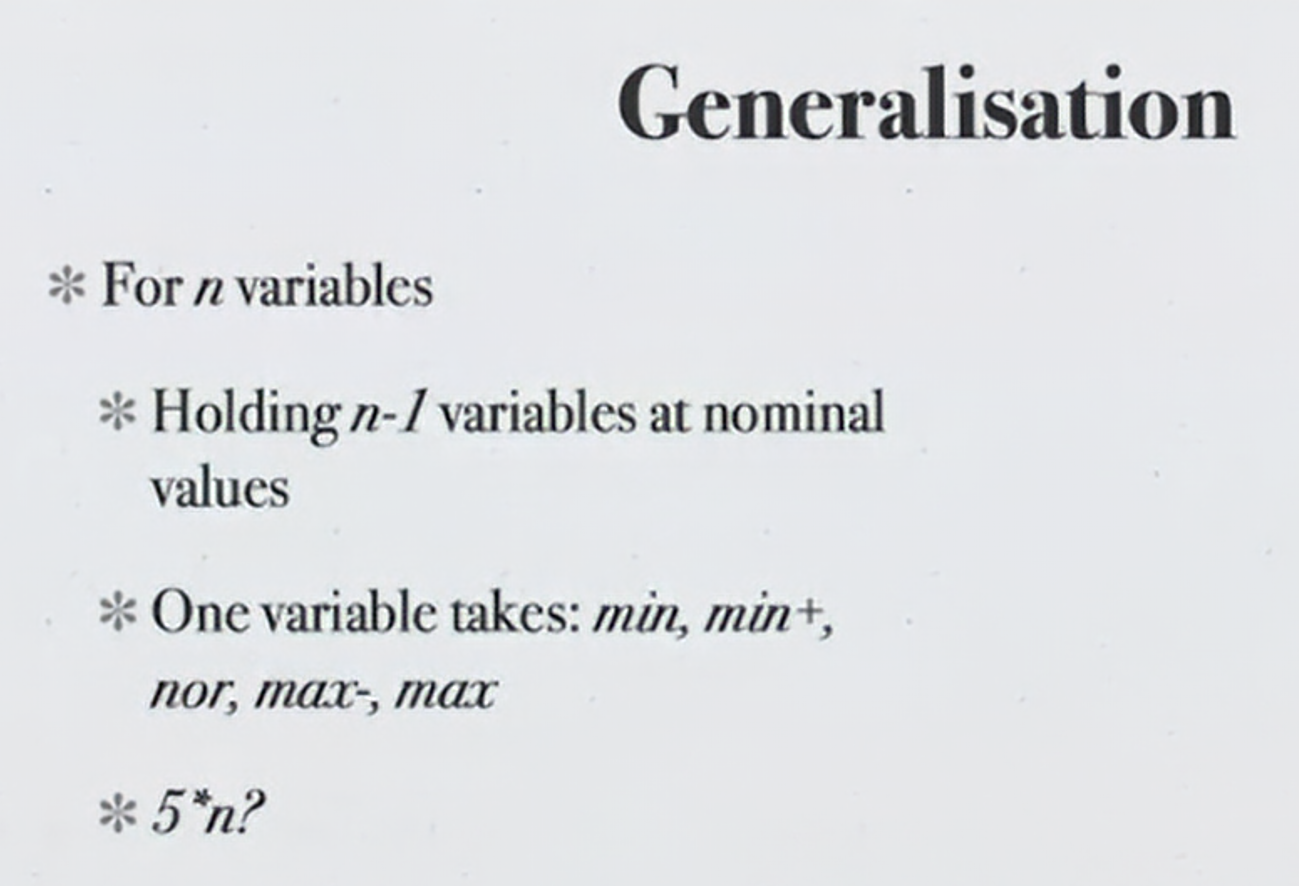 Generalisation
* For n variables
* Holding n-1 variables at nominal
values
* One variable takes: min, min+,
nor, max-, max
* 5*n?